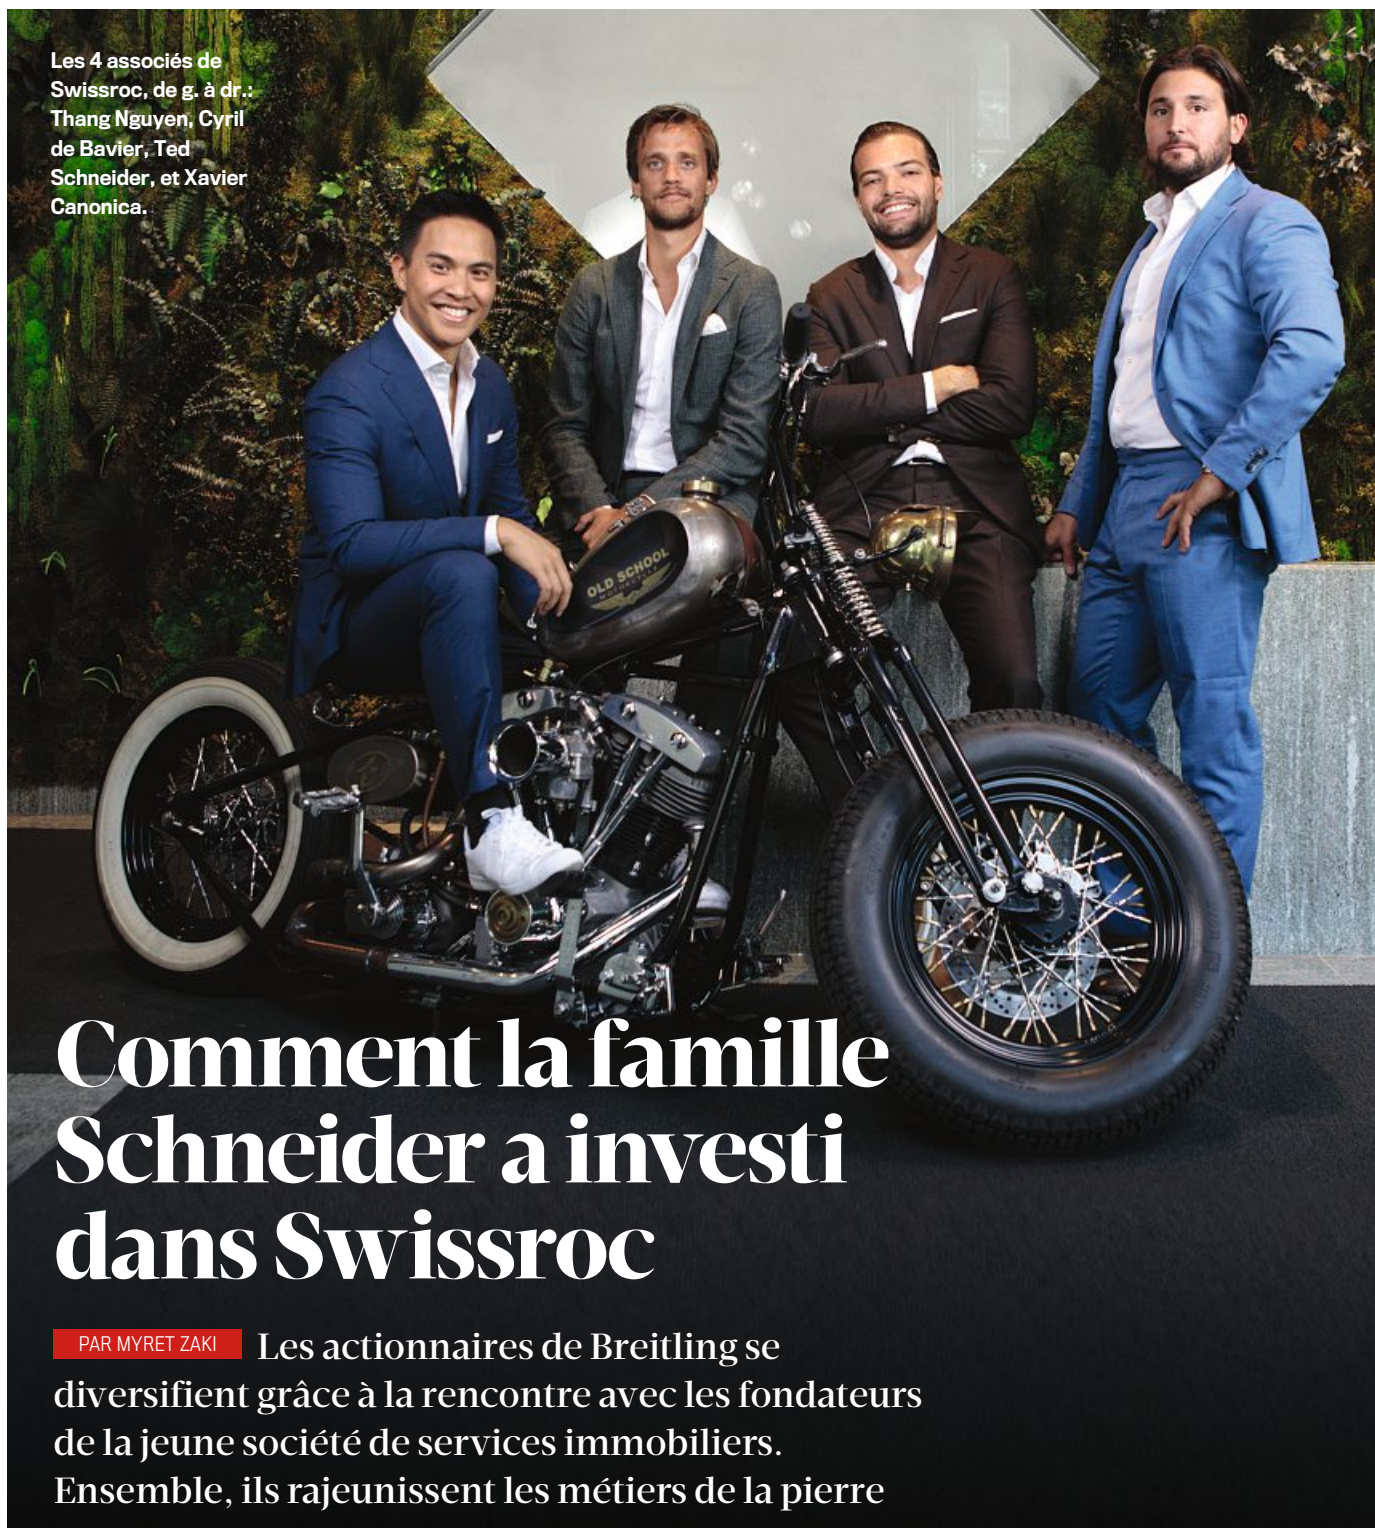 Les 4 associés de
Swissroc, de g. à dr.:
Thang Nguyen, Cyril
de Bavier, Ted
Schneider, et Xavier
Canonica.
OLD SCHOOL
MOTORCYCLE
Comment la famille
Schneider a investi
dans Swissroc
PAR MYRET ZAKI Les actionnaires de Breitling se
diversifient grâce à la rencontre avec les fondateurs
de la jeune société de services immobiliers.
Ensemble, ils rajeunissent les métiers de la pierre